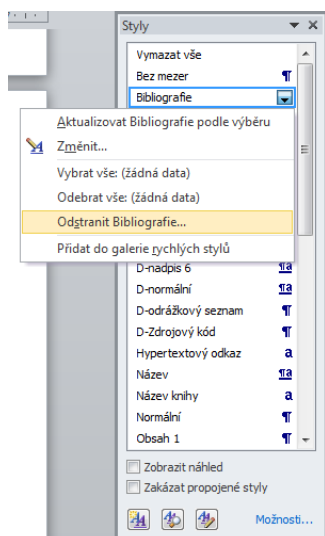 Styly
Vymazat vše
Bez mezer
Bibliografie
Aktualizovat Bibliografie podle výběru
Změnit...
Vybrat vše: (žádná data)
Odebrat vše: (žádná data)
Odstranit Bibliografie...
Přidat do galerie rychlých stylů
D-nadpis 6
D-normální
D-odrážkový seznam
D-Zdrojový kód
Hypertextový odkaz
Název
Název knihy
Normální
Obsah 1
Zobrazit náhled
Zakázat propojené styly
Možnosti...